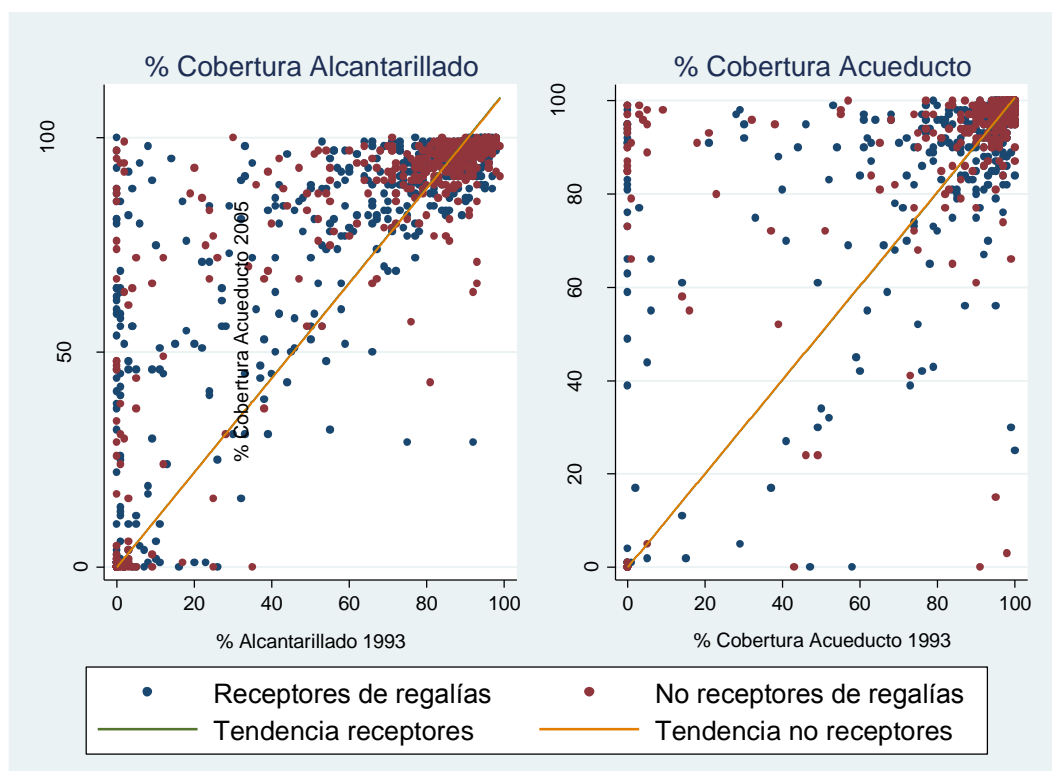 % Cobertura Alcantarillado
100
50
0
% Cobertura Acueducto 2005
0 20 40 60 80 100
% Alcantarillado 1993
% Cobertura Acueducto
100
80
60
40
20
0
0 20 40 60 80 100
% Cobertura Acueducto 1993
Receptores de regalías
No receptores de regalías
Tendencia receptores
Tendencia no receptores